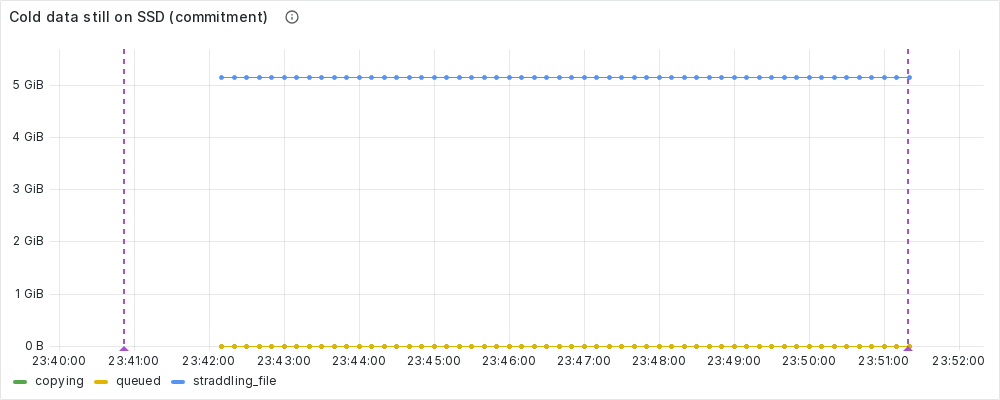 Cold data still on SSD (commitment)
5 GiB
4 GiB
3 GiB
2 GiB
1 GiB
0 B
23:40:00 23:41:00 23:42:00 23:43:00 23:44:00 23:45:00 23:46:00 23:47:00 23:48:00 23:49:00 23:50:00 23:51:00 23:52:00
copying queued straddling_file